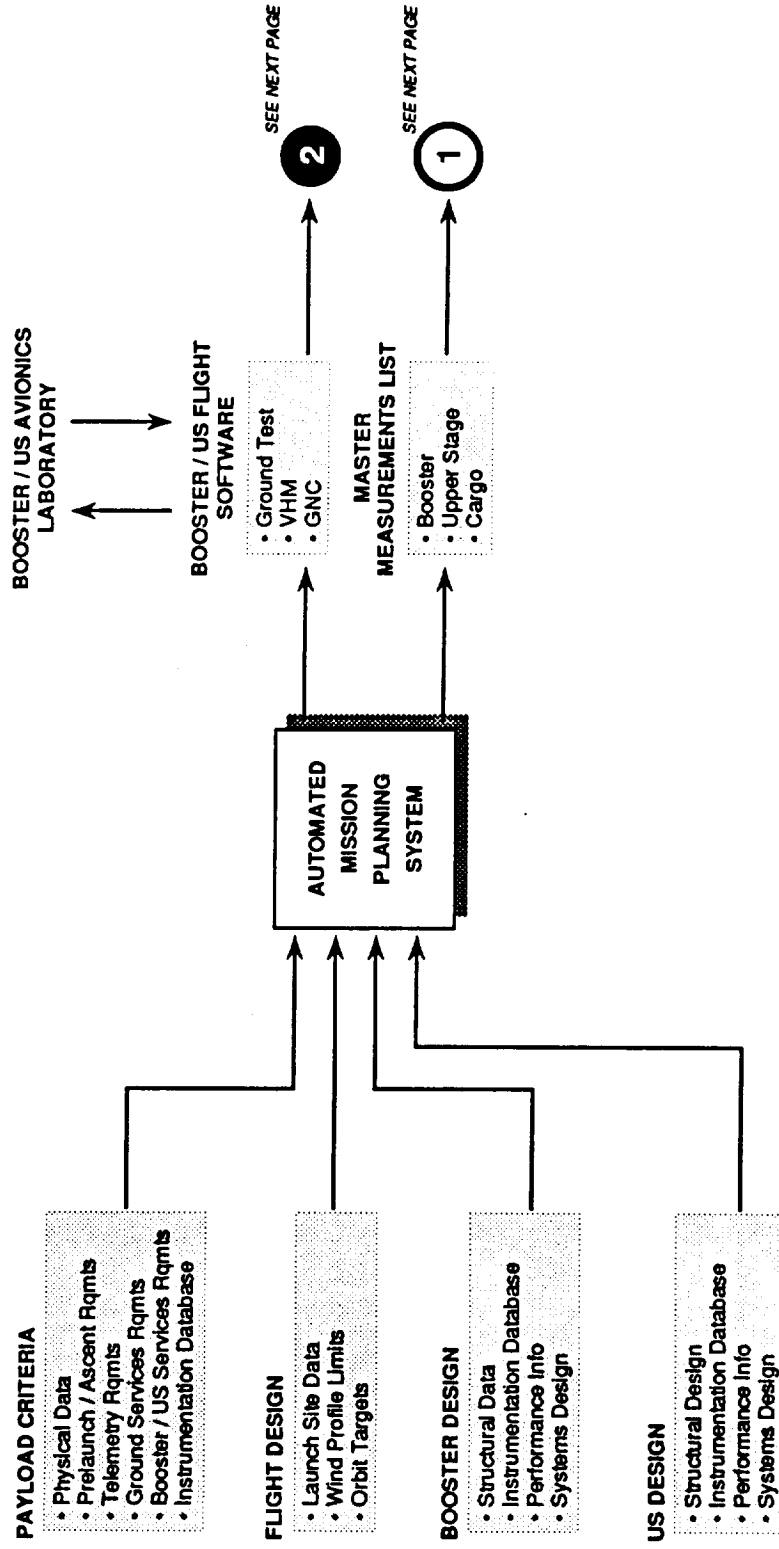 PAYLOAD CRITERIA
• Physical Data
• Prelaunch / Ascent Rqmts
• Telemetry Rqmts
• Ground Services Rqmts
• Booster / US Services Rqmts
• Instrumentation Database
FLIGHT DESIGN
• Launch Site Data
• Wind Profile Limits
• Orbit Targets
BOOSTER DESIGN
• Structural Data
• Instrumentation Database
• Performance Info
• Systems Design
US DESIGN
• Structural Design
• Instrumentation Database
• Performance Info
• Systems Design
AUTOMATED
MISSION
PLANNING
SYSTEM
BOOSTER / US AVIONICS
LABORATORY
BOOSTER / US FLIGHT
SOFTWARE
• Ground Test
• VHM
• GNC
MASTER
MEASUREMENTS LIST
• Booster
• Upper Stage
• Cargo
SEE NEXT PAGE
2
SEE NEXT PAGE
1